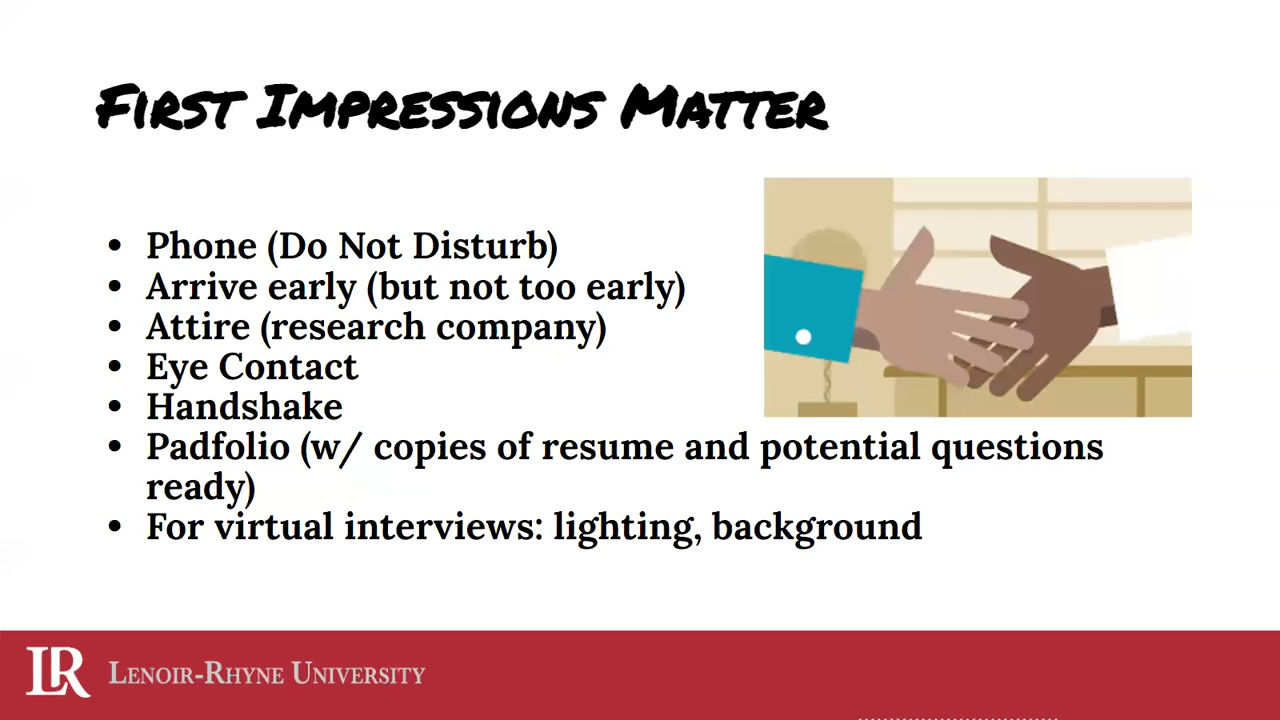 First Impressions Matter
• Phone (Do Not Disturb)
• Arrive early (but not too early)
• Attire (research company)
• Eye Contact
• Handshake
• Padfolio (w/ copies of resume and potential questions
ready)
• For virtual interviews: lighting, background
LR Lenoir-Rhyne University